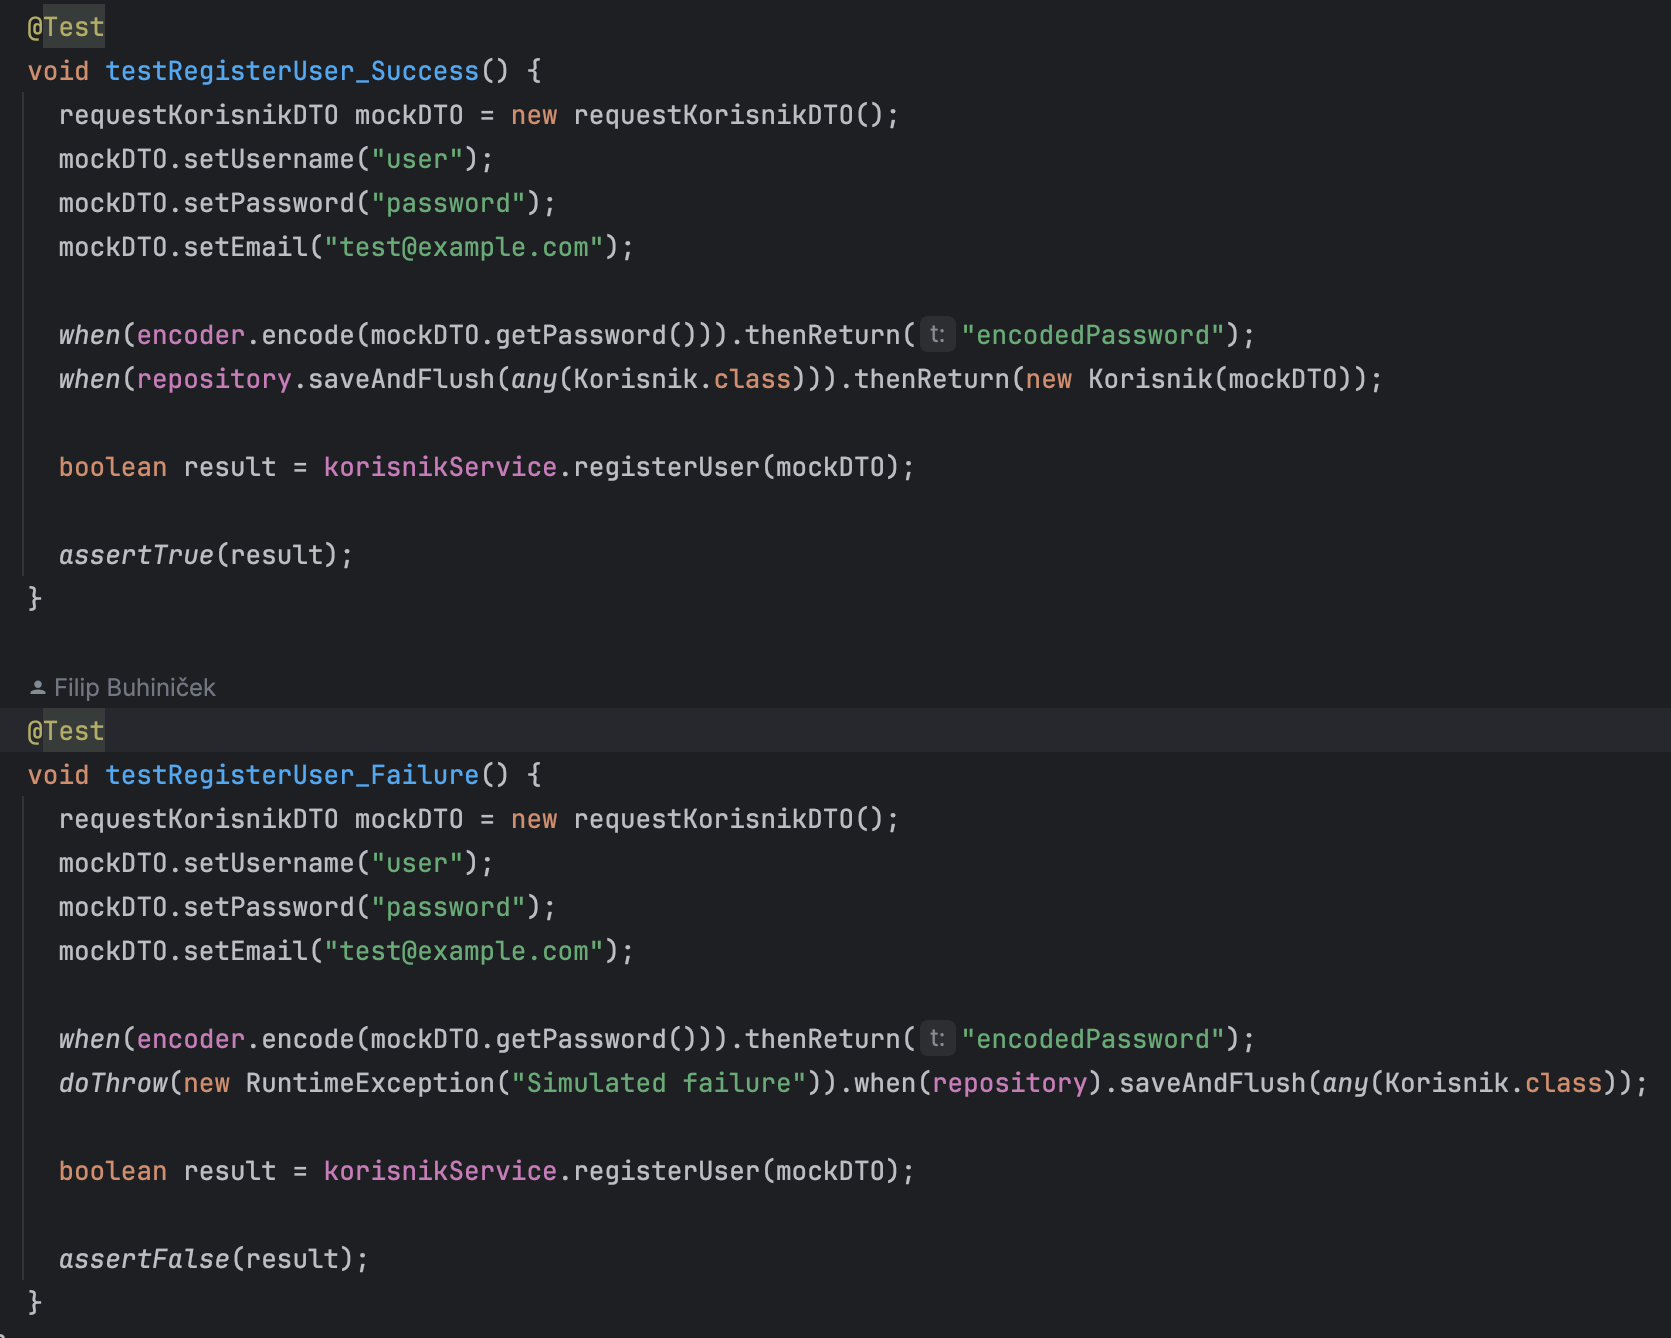 @Test
void testRegisterUser_Success() {
requestKorisnikDTO mockDTO = new requestKorisnikDTO();
mockDTO.setUsername("user");
mockDTO.setPassword("password");
mockDTO.setEmail("test@example.com");
when(encoder.encode(mockDTO.getPassword())).thenReturn( t: "encodedPassword");
when(repository.saveAndFlush(any(Korisnik.class))).thenReturn(new Korisnik(mockDTO));
boolean result = korisnikService.registerUser(mockDTO);
assertTrue(result);
}
Filip Buhiniček
@Test
void testRegisterUser_Failure() {
requestKorisnikDTO mockDTO = new requestKorisnikDTO();
mockDTO.setUsername("user");
mockDTO.setPassword("password");
mockDTO.setEmail("test@example.com");
when(encoder.encode(mockDTO.getPassword())).thenReturn( t: "encodedPassword");
doThrow(new RuntimeException("Simulated failure")).when(repository).saveAndFlush(any(Korisnik.class));
boolean result = korisnikService.registerUser(mockDTO);
assertFalse(result);
}